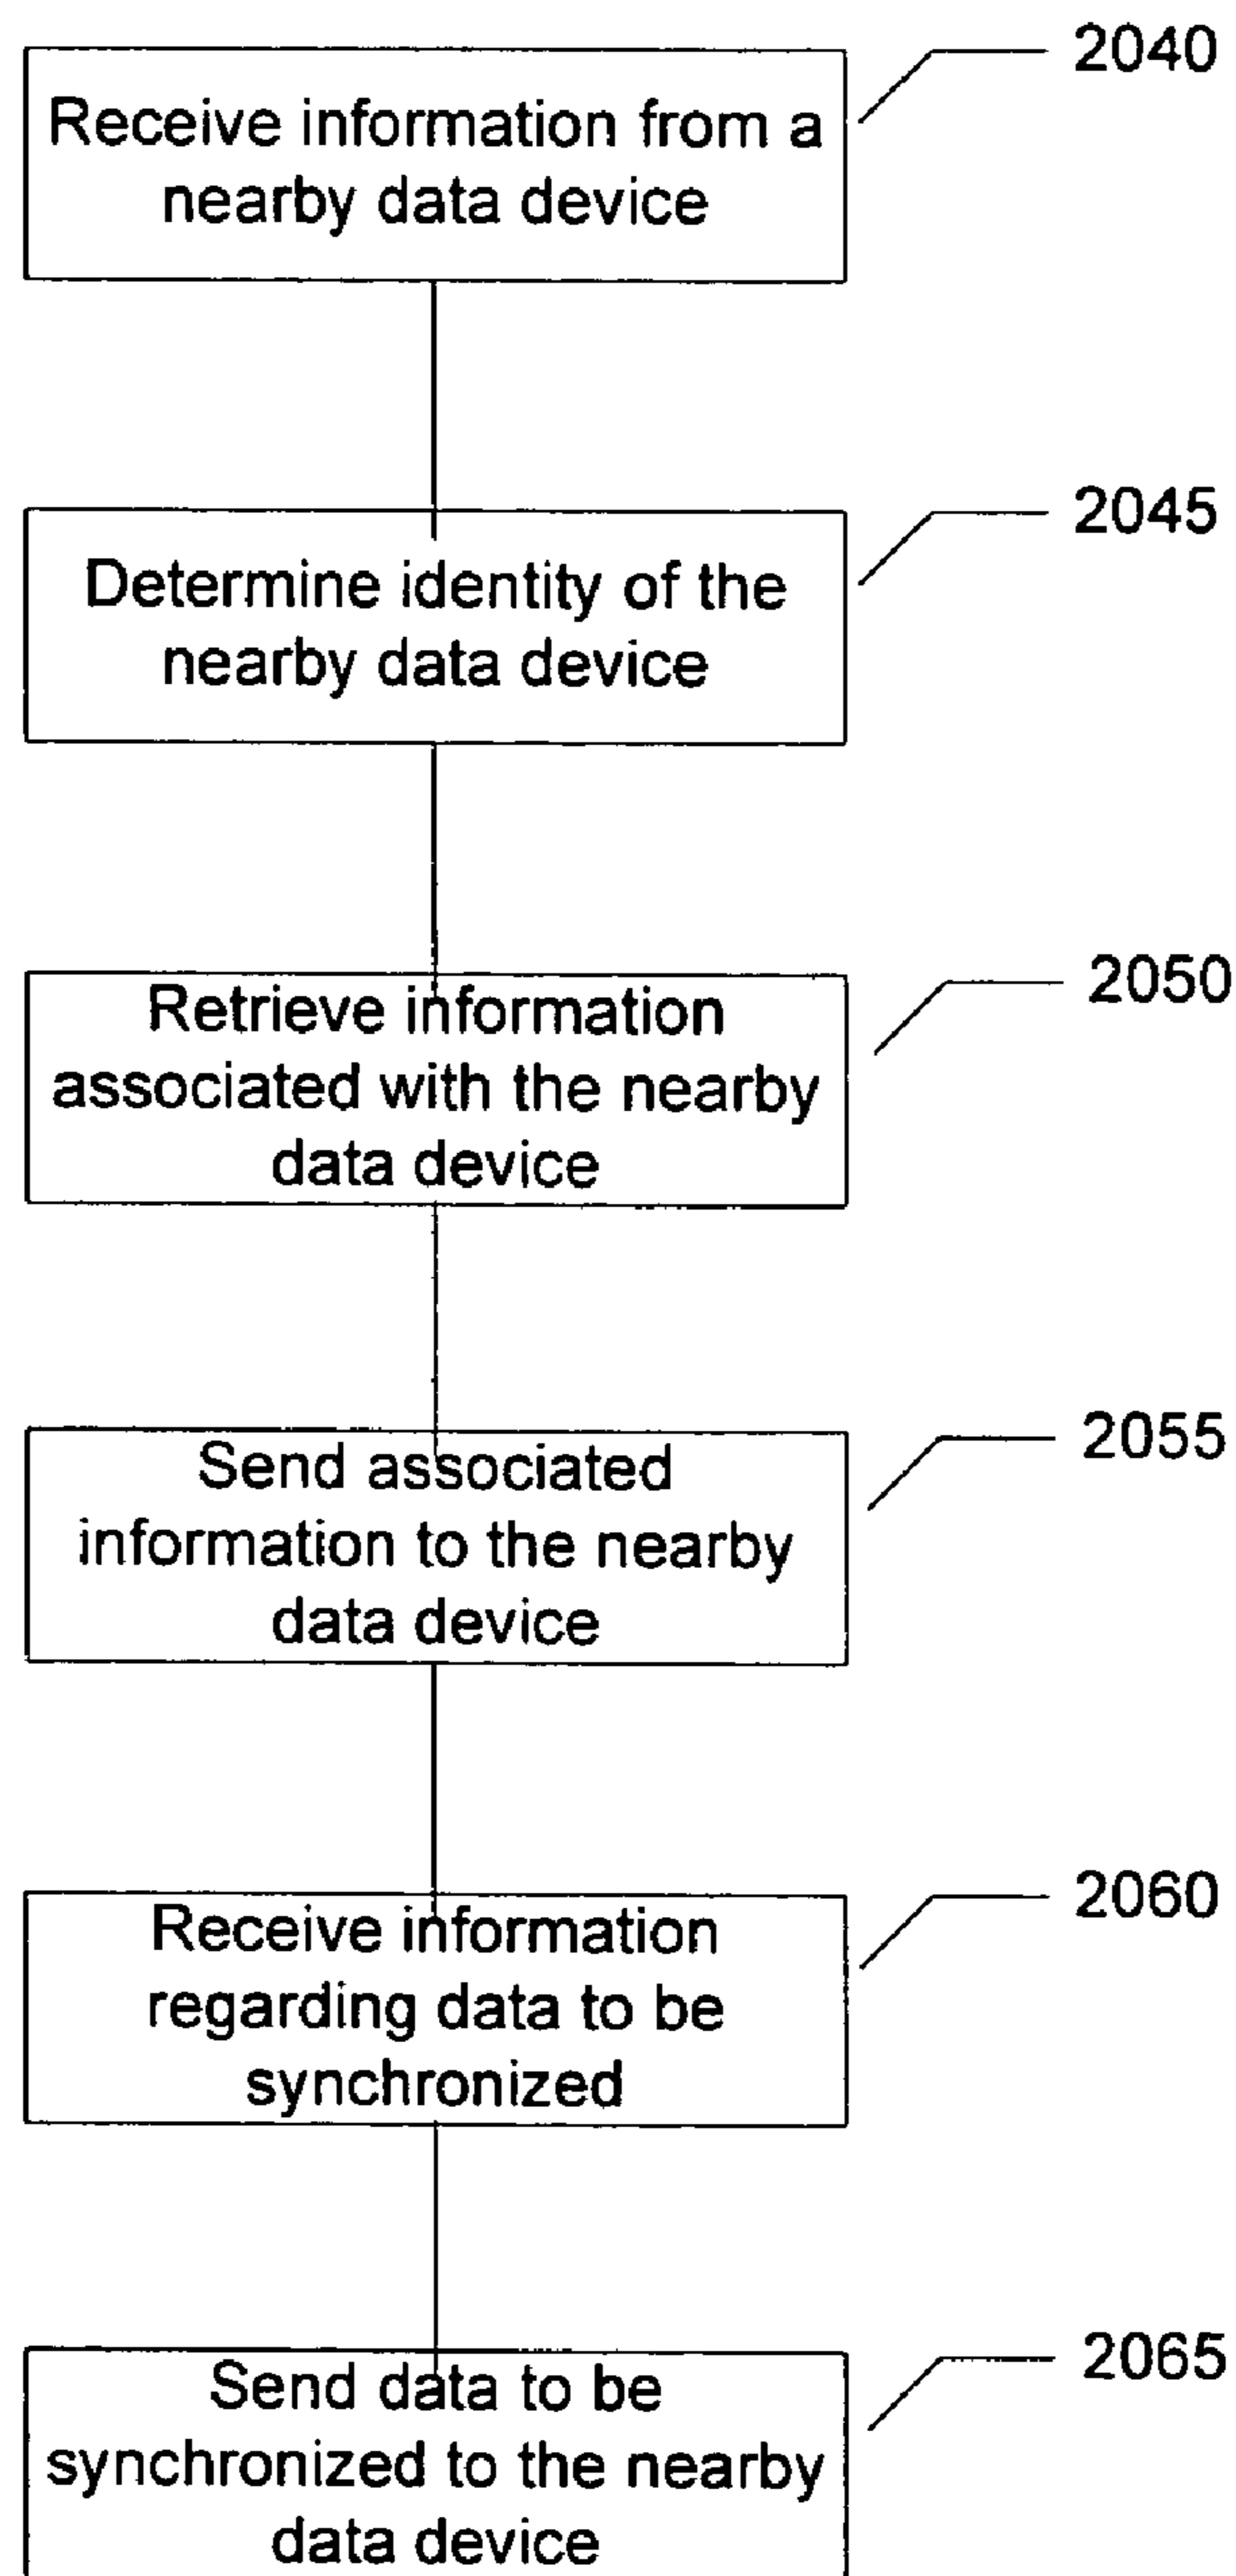 2040
Receive information from a
nearby data device
2045
Determine identity of the
nearby data device
2050
Retrieve information
associated with the nearby
data device
2055
Send associated
information to the nearby
data device
2060
Receive information
regarding data to be
synchronized
2065
Send data to be
synchronized to the nearby
data device